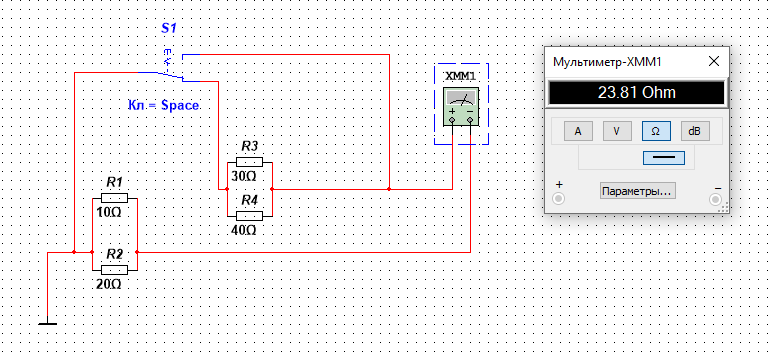 S1
Кл = Space
XMM1
R3
30Ω
R4
40Ω
R1
10Ω
R2
20Ω
Мультиметр-XMM1
23.81 Ohm
A V Ω dB
+ Параметры... −